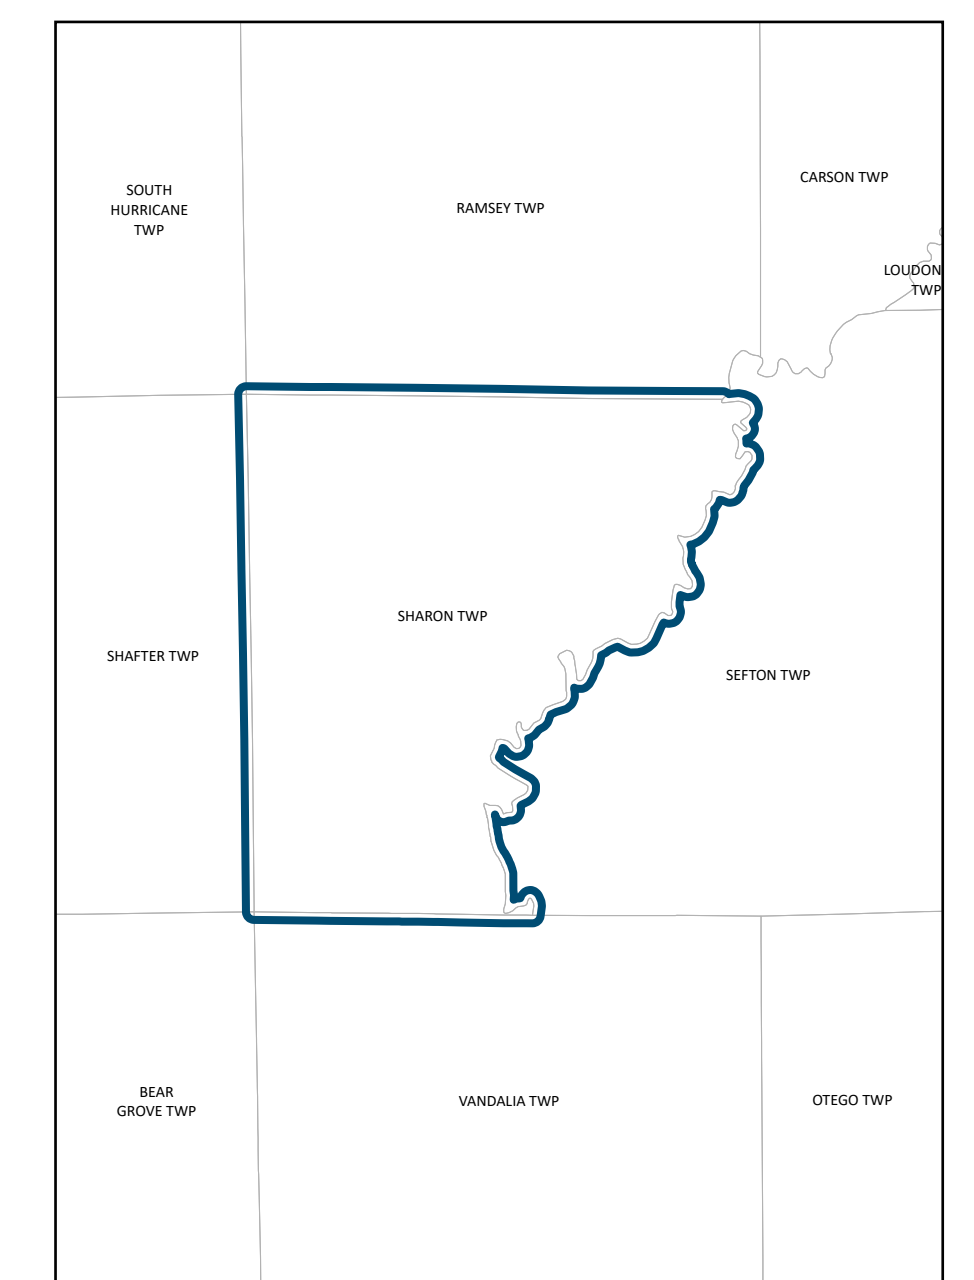 CARSON TWP
SOUTH
HURRICANE
TWP
RAMSEY TWP
LOUDON
TWP
SHARON TWP
SHAFTER TWP
SEFTON TWP
BEAR
GROVE TWP
VANDALIA TWP
OTEGO TWP